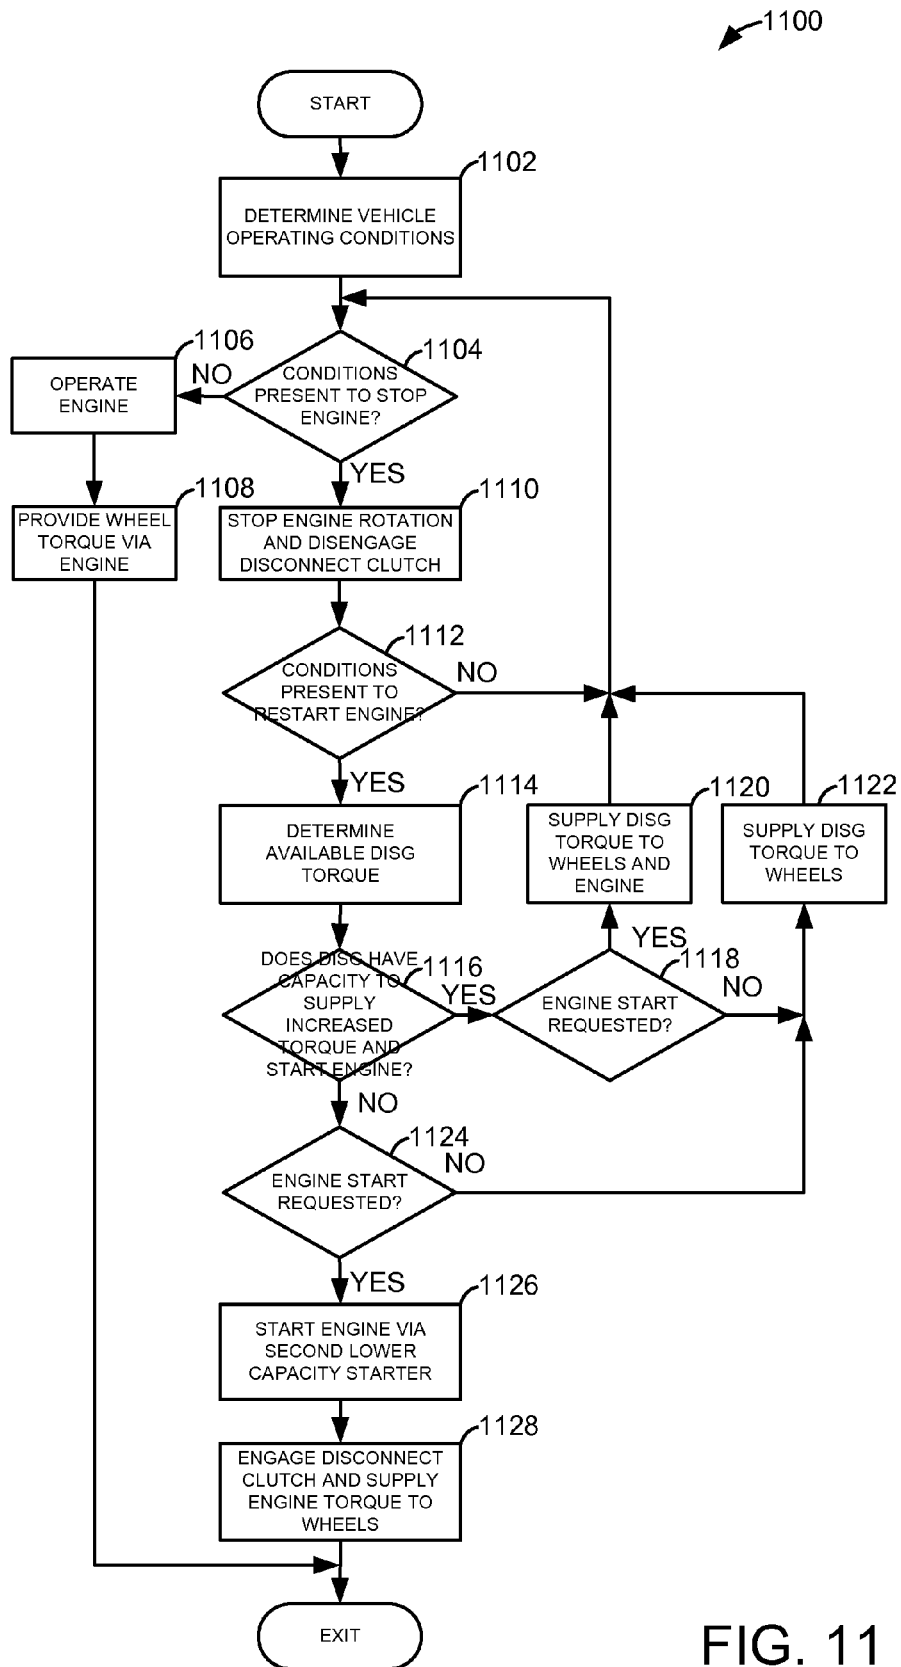 1100
START
1102
DETERMINE VEHICLE
OPERATING CONDITIONS
1106
1104
OPERATE
ENGINE
NO
CONDITIONS
PRESENT TO STOP
ENGINE?
YES
1108
1110
PROVIDE WHEEL
TORQUE VIA
ENGINE
STOP ENGINE ROTATION
AND DISENGAGE
DISCONNECT CLUTCH
1112
CONDITIONS
PRESENT TO
RESTART ENGINE?
NO
YES
1114
1120
1122
DETERMINE
AVAILABLE DISG
TORQUE
SUPPLY DISG
TORQUE TO
WHEELS AND
ENGINE
SUPPLY DISG
TORQUE TO
WHEELS
DOES DISG HAVE
CAPACITY TO
SUPPLY
INCREASED
TORQUE AND
START ENGINE?
1116
YES
YES
1118
ENGINE START
REQUESTED?
NO
NO
1124
ENGINE START
REQUESTED?
NO
YES
1126
START ENGINE VIA
SECOND LOWER
CAPACITY STARTER
1128
ENGAGE DISCONNECT
CLUTCH AND SUPPLY
ENGINE TORQUE TO
WHEELS
EXIT
FIG. 11